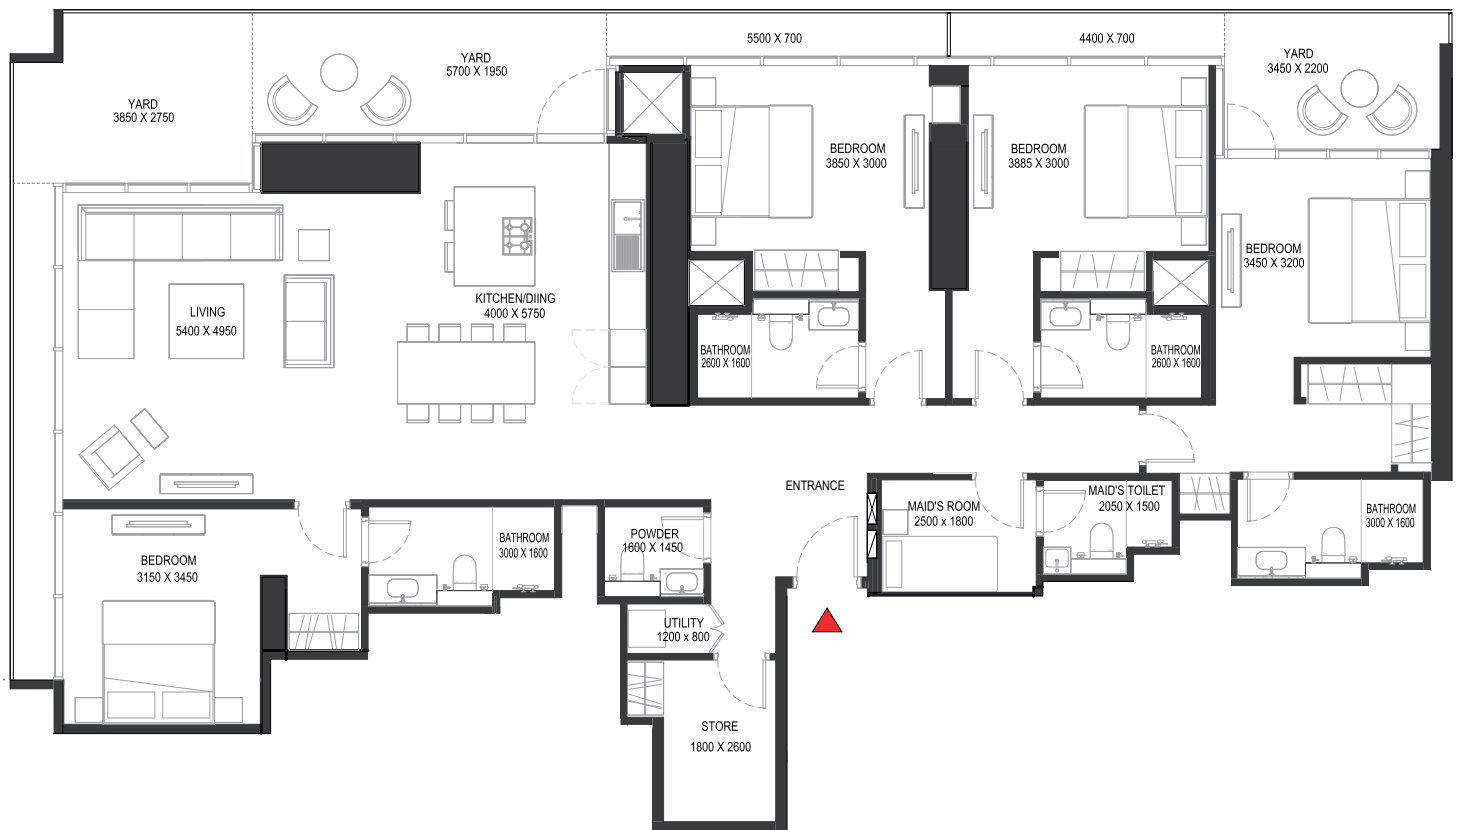 5500 X 700
4400 X 700
YARD
5700 X 1950
YARD
3450 X 2200
YARD
3850 X 2750
BEDROOM
3850 X 3000
BEDROOM
3885 X 3000
BEDROOM
3450 X 3200
KITCHEN/DIING
4000 X 5750
LIVING
5400 X 4950
BATHROOM
2600 X 1600
BATHROOM
2600 X 1600
ENTRANCE
MAID'S ROOM
2500 x 1800
MAID'S TOILET
2050 X 1500
BATHROOM
3000 X 1600
BEDROOM
3150 X 3450
BATHROOM
3000 X 1600
POWDER
1600 X 1450
UTILITY
1200 x 800
STORE
1800 X 2600